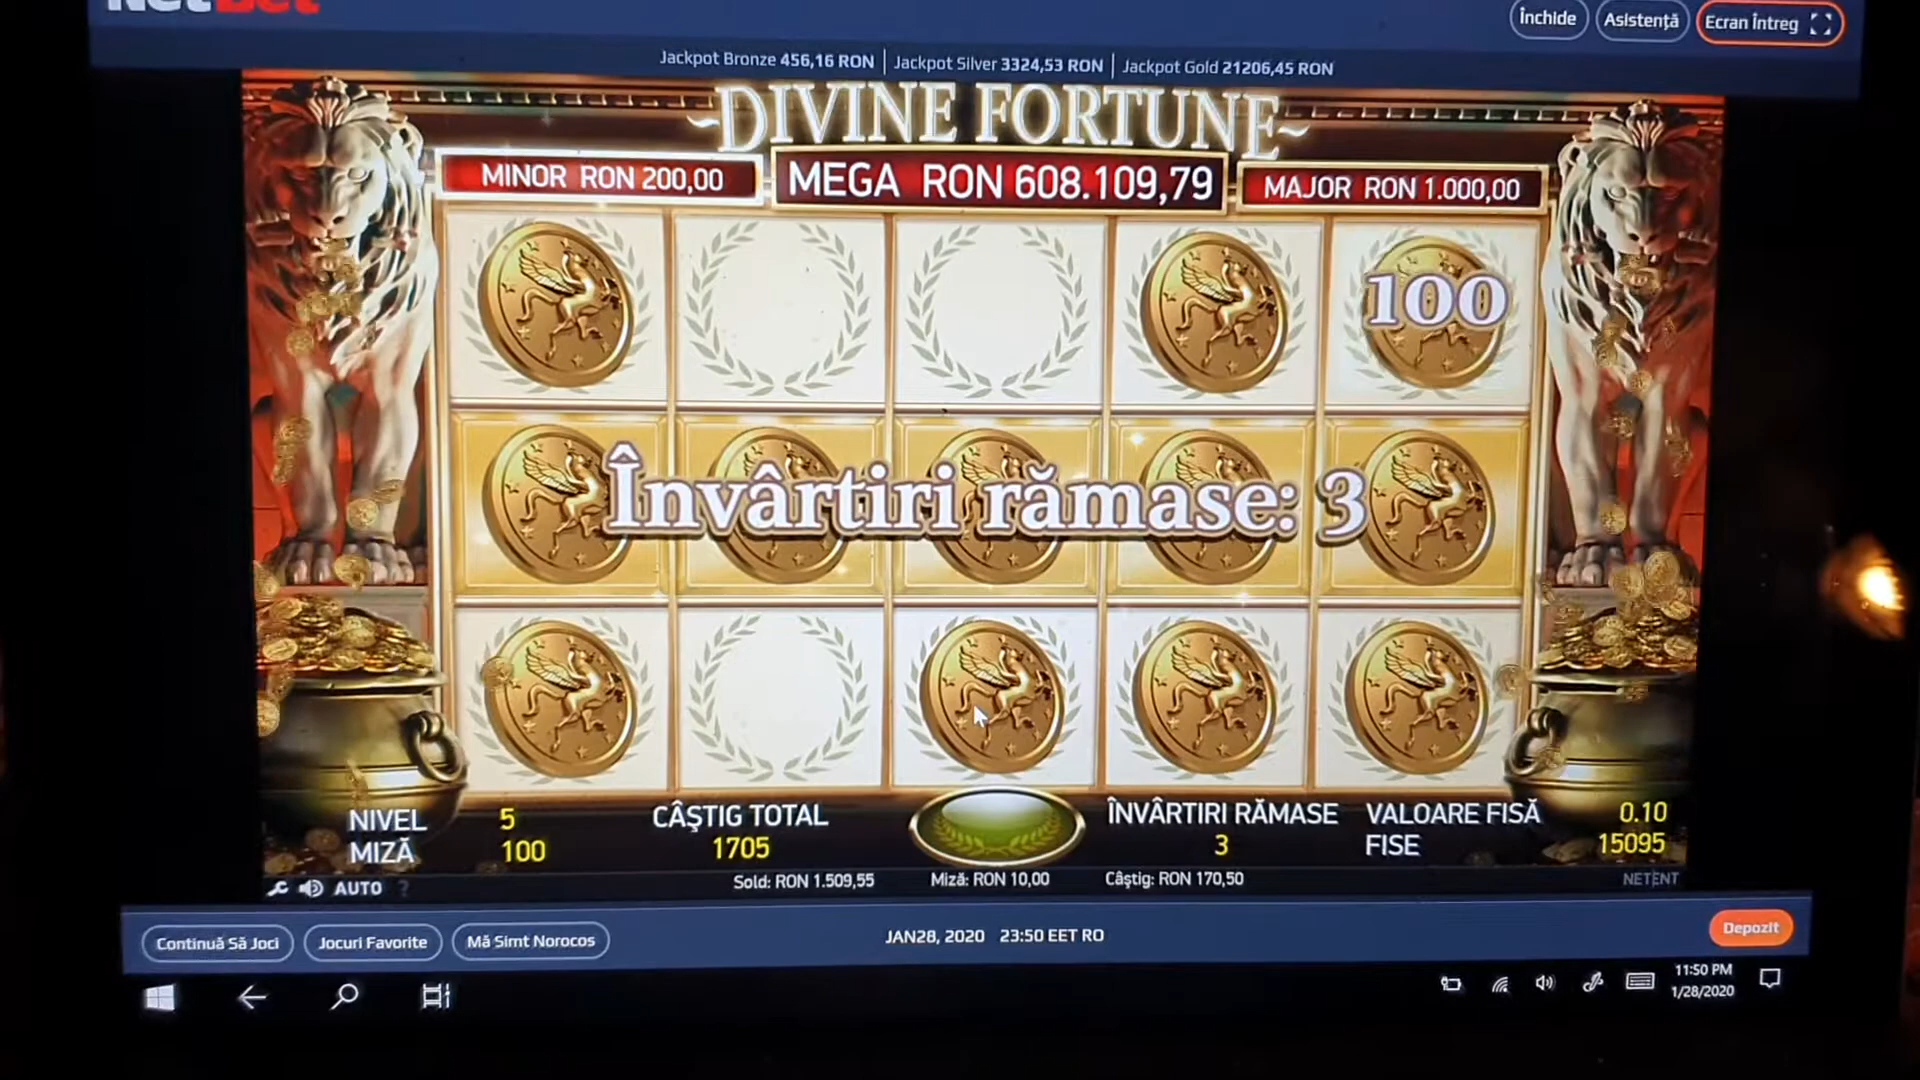 NetBet
Închide
Asistență
Ecran Întreg
Jackpot Bronze 456,16 RON | Jackpot Silver 3324,53 RON | Jackpot Gold 21206,45 RON
~DIVINE FORTUNE~
MINOR RON 200,00
MEGA RON 608.109,79
MAJOR RON 1.000,00
100
Învârtiri rămase: 3
NIVEL 5
MIZĂ 100
CÂȘTIG TOTAL
1705
ÎNVÂRTIRI RĂMASE
3
VALOARE FISĂ 0.10
FISE 15095
AUTO ?
Sold: RON 1.509,55
Miză: RON 10,00
Câștig: RON 170,50
NETENT
Continuă Să Joci
Jocuri Favorite
Mă Simt Norocos
JAN28, 2020 23:50 EET RO
Depozit
11:50 PM
1/28/2020